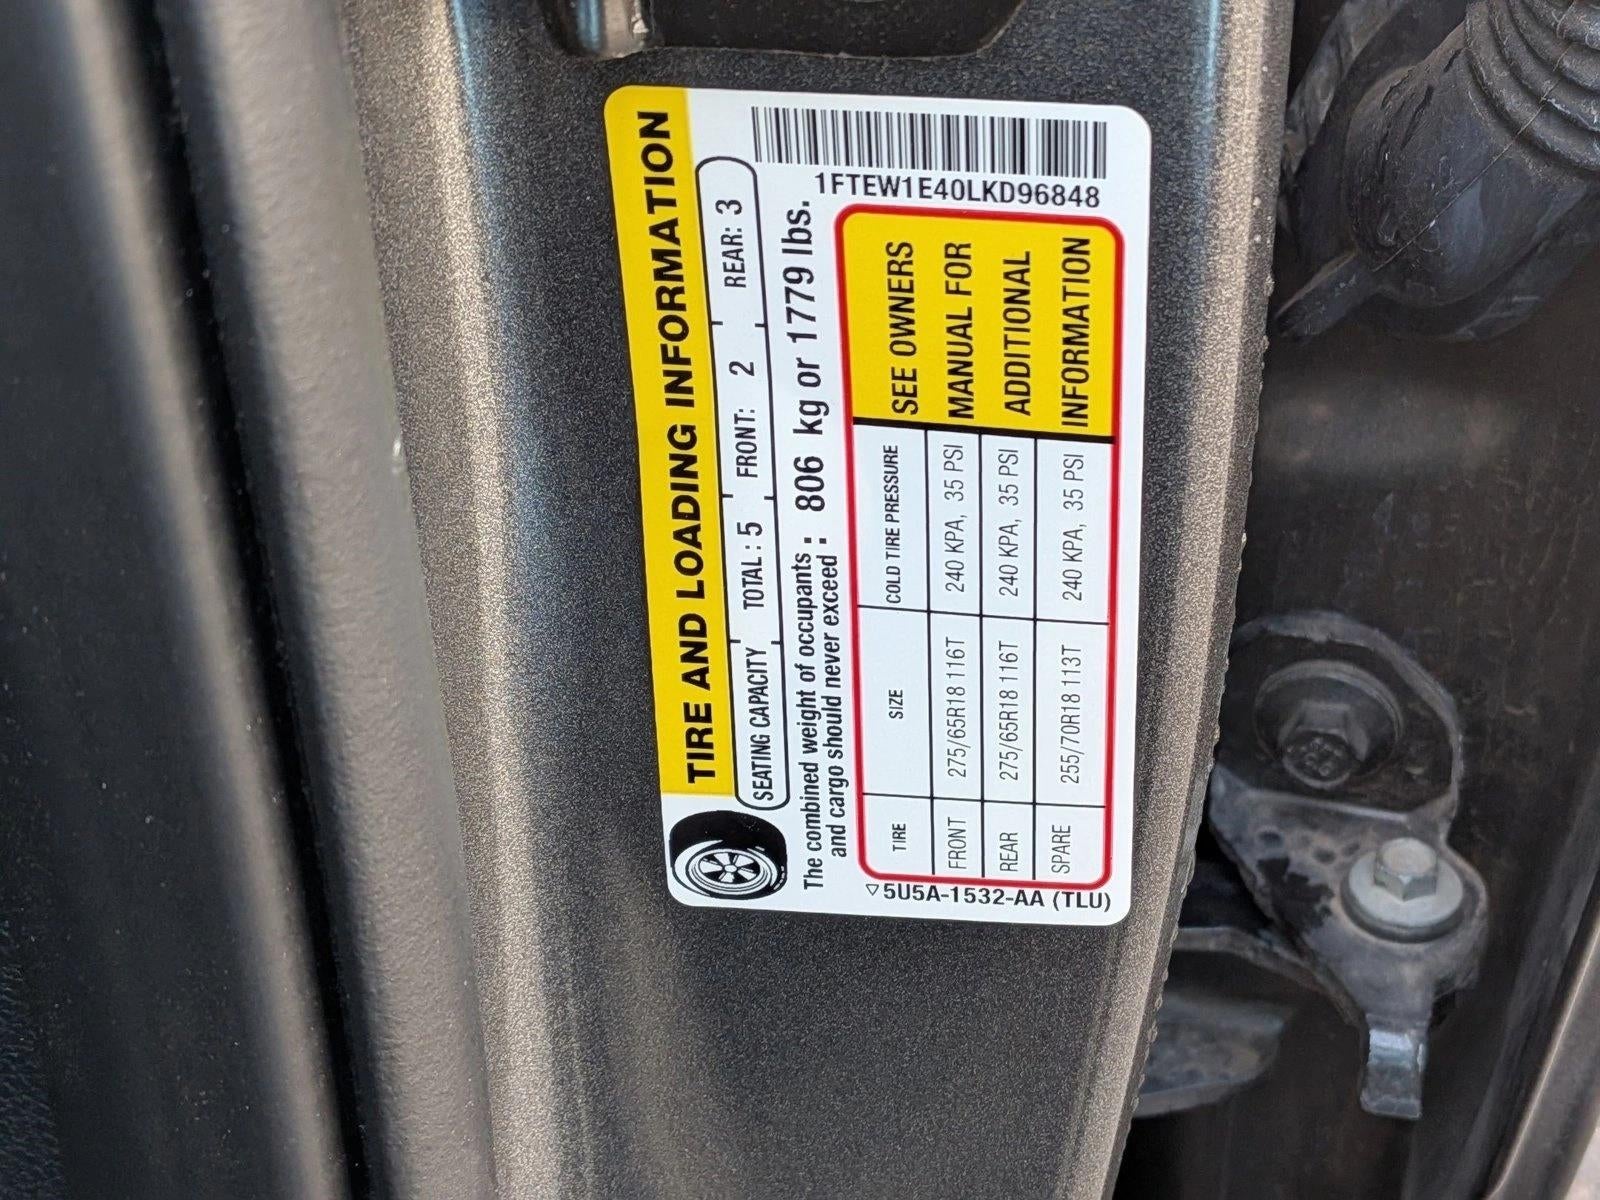 TIRE AND LOADING INFORMATION
SEATING CAPACITY TOTAL: 5 FRONT: 2 REAR: 3
The combined weight of occupants
and cargo should never exceed : 806 kg or 1779 lbs.
TIRE SIZE COLD TIRE PRESSURE
FRONT 275/65R18 116T 240 KPA, 35 PSI
REAR 275/65R18 116T 240 KPA, 35 PSI
SPARE 255/70R18 113T 240 KPA, 35 PSI
SEE OWNERS
MANUAL FOR
ADDITIONAL
INFORMATION
1FTEW1E40LKD96848
▽5U5A-1532-AA (TLU)